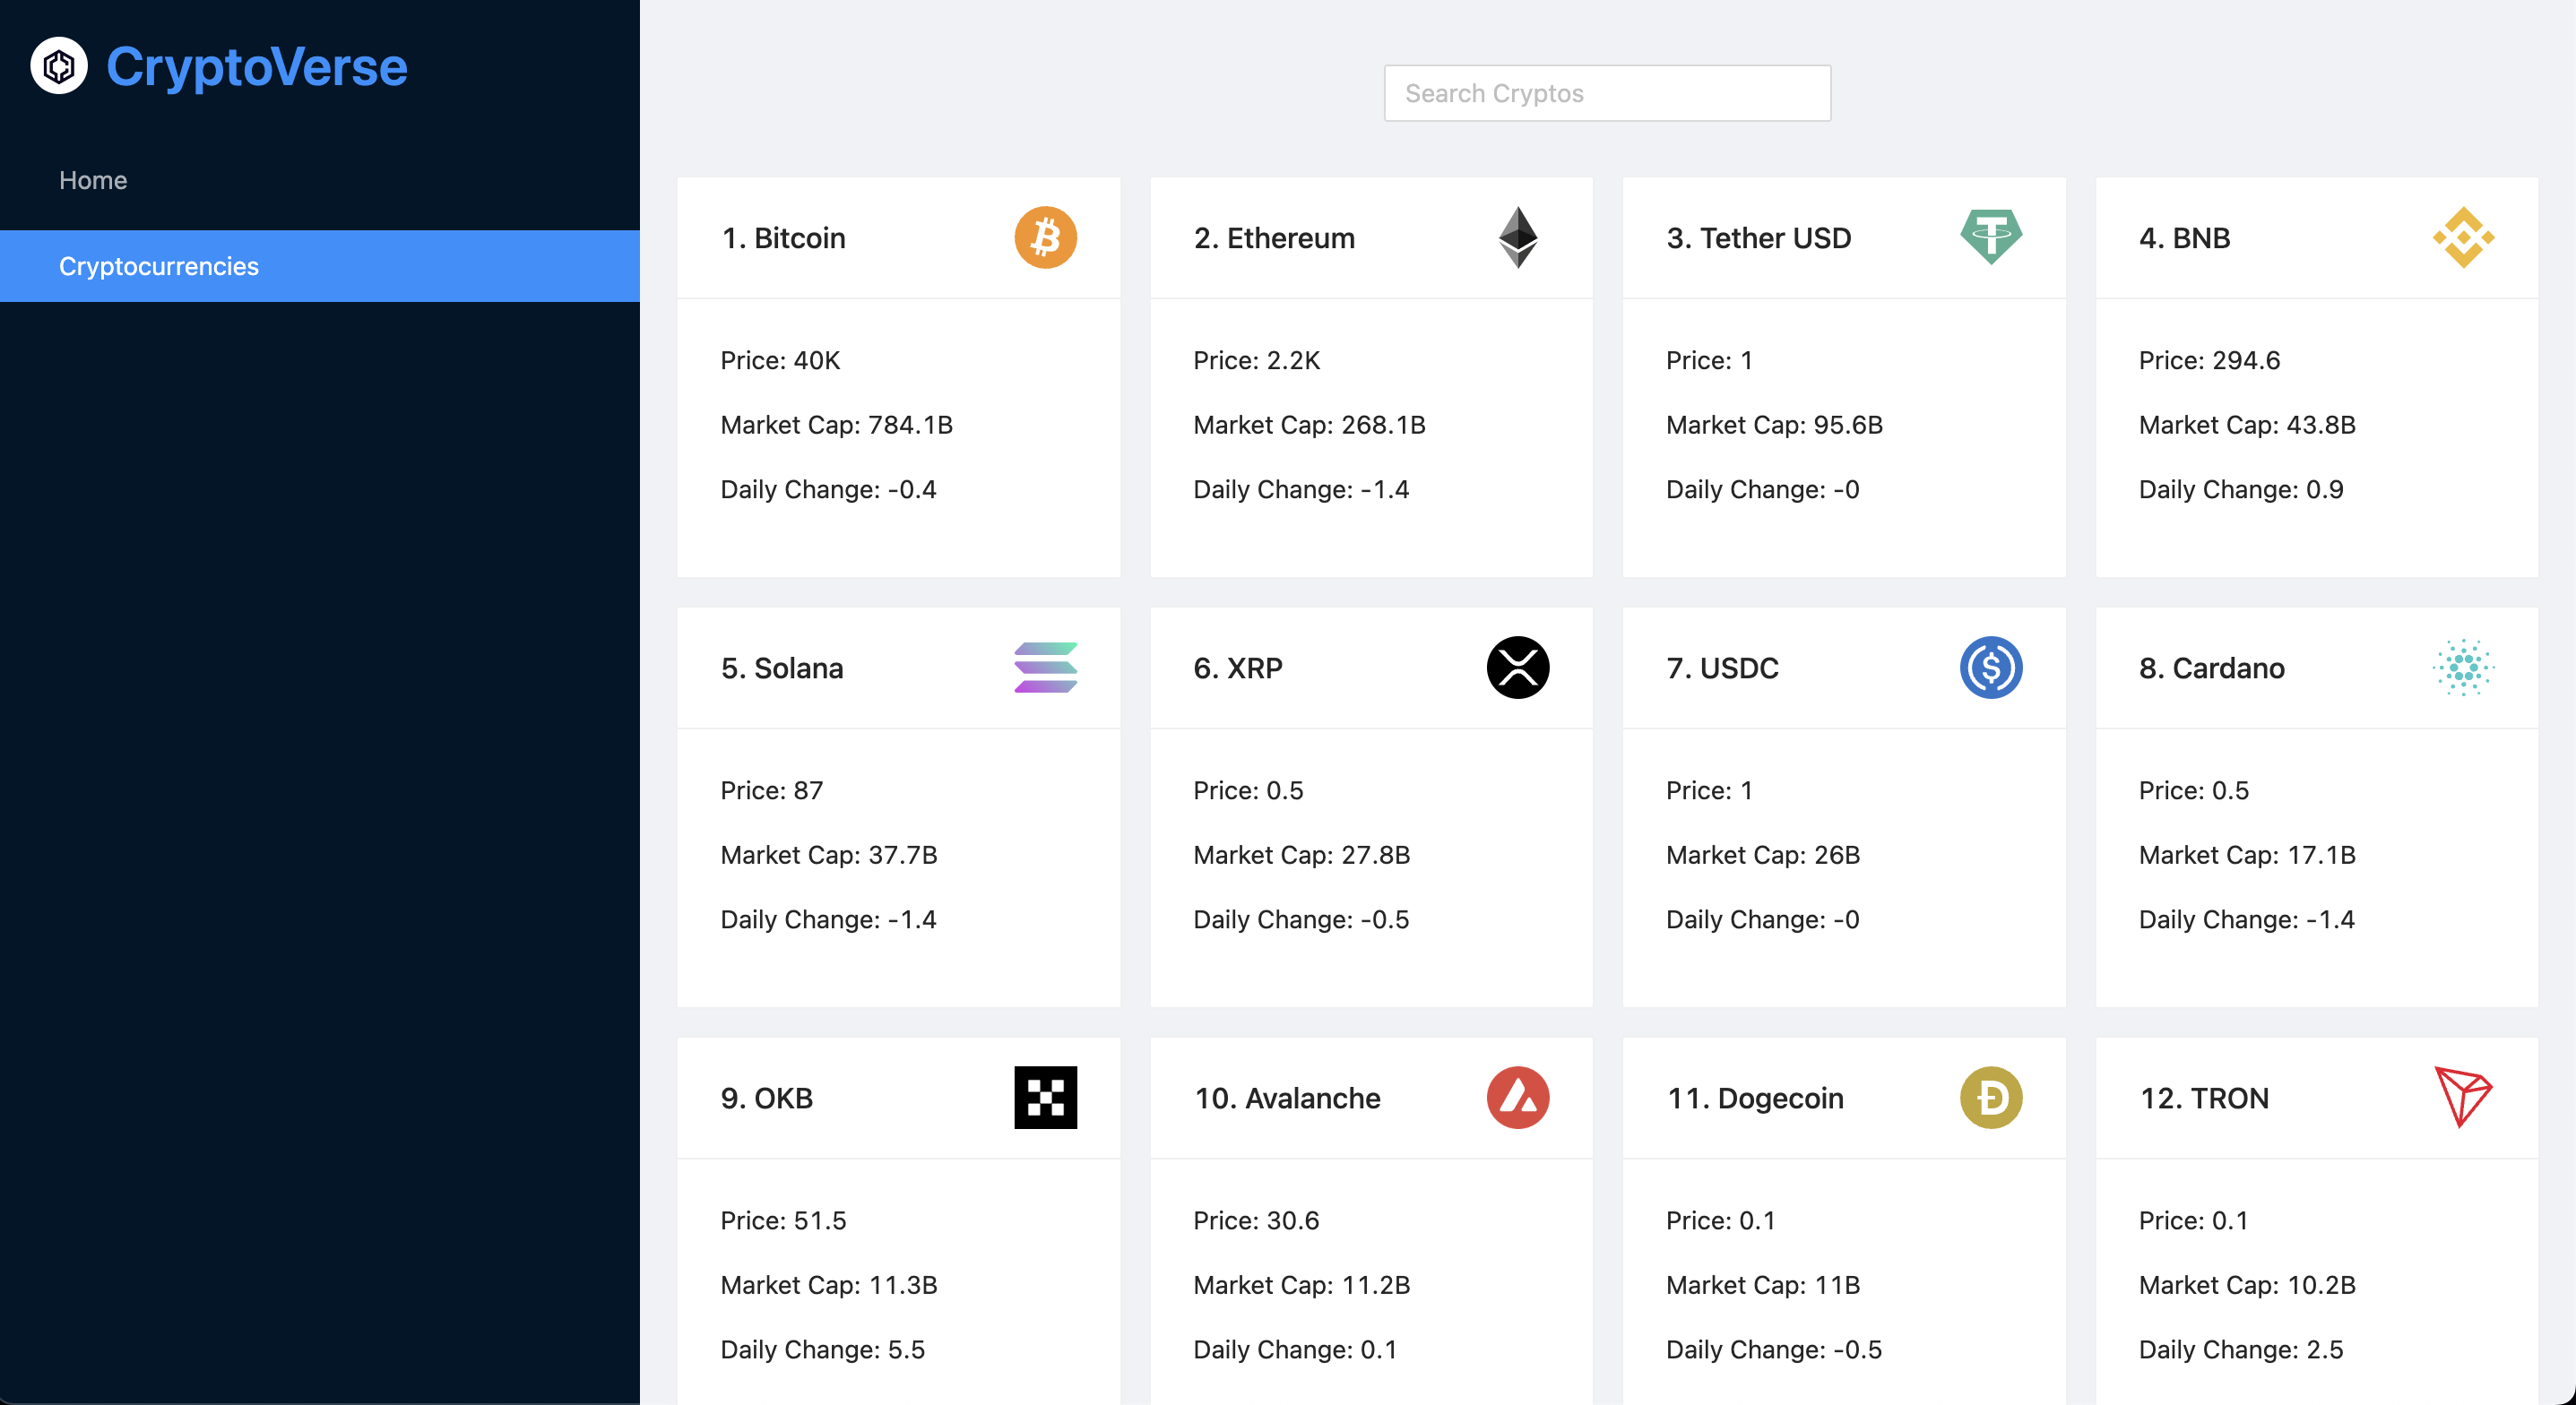 CryptoVerse
Home
Cryptocurrencies
Search Cryptos
1. Bitcoin
Price: 40K
Market Cap: 784.1B
Daily Change: -0.4
2. Ethereum
Price: 2.2K
Market Cap: 268.1B
Daily Change: -1.4
3. Tether USD
Price: 1
Market Cap: 95.6B
Daily Change: -0
4. BNB
Price: 294.6
Market Cap: 43.8B
Daily Change: 0.9
5. Solana
Price: 87
Market Cap: 37.7B
Daily Change: -1.4
6. XRP
Price: 0.5
Market Cap: 27.8B
Daily Change: -0.5
7. USDC
Price: 1
Market Cap: 26B
Daily Change: -0
8. Cardano
Price: 0.5
Market Cap: 17.1B
Daily Change: -1.4
9. OKB
Price: 51.5
Market Cap: 11.3B
Daily Change: 5.5
10. Avalanche
Price: 30.6
Market Cap: 11.2B
Daily Change: 0.1
11. Dogecoin
Price: 0.1
Market Cap: 11B
Daily Change: -0.5
12. TRON
Price: 0.1
Market Cap: 10.2B
Daily Change: 2.5